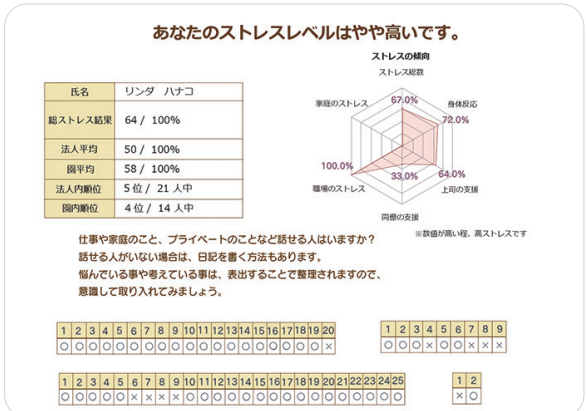 あなたのストレスレベルはやや高いです。
ストレスの傾向
ストレス総数
67.0%
身体反応
72.0%
64.0%
上司の支援
33.0%
同僚の支援
100.0%
職場のストレス
家庭のストレス
※数値が高い程、高ストレスです
氏名 リンダ ハナコ
総ストレス結果 64 / 100%
法人平均 50 / 100%
園平均 58 / 100%
法人内順位 5 位 / 21 人中
園内順位 4 位 / 14 人中
仕事や家庭のこと、プライベートのことなど話せる人はいますか?
話せる人がいない場合は、日記を書く方法もあります。
悩んでいる事や考えている事は、表出することで整理されますので、
意識して取り入れてみましょう。
1 2 3 4 5 6 7 8 9 10 11 12 13 14 15 16 17 18 19 20
○ ○ ○ ○ ○ ○ ○ ○ ○ ○ ○ ○ ○ ○ ○ ○ ○ ○ ○ ×
1 2 3 4 5 6 7 8 9
○ ○ ○ × ○ ○ × × ×
1 2 3 4 5 6 7 8 9 10 11 12 13 14 15 16 17 18 19 20 21 22 23 24 25
○ ○ ○ ○ ○ × × × × ○ ○ ○ ○ ○ ○ ○ ○ ○ ○ ○ ○ ○ ○ ○ ○
1 2
× ○